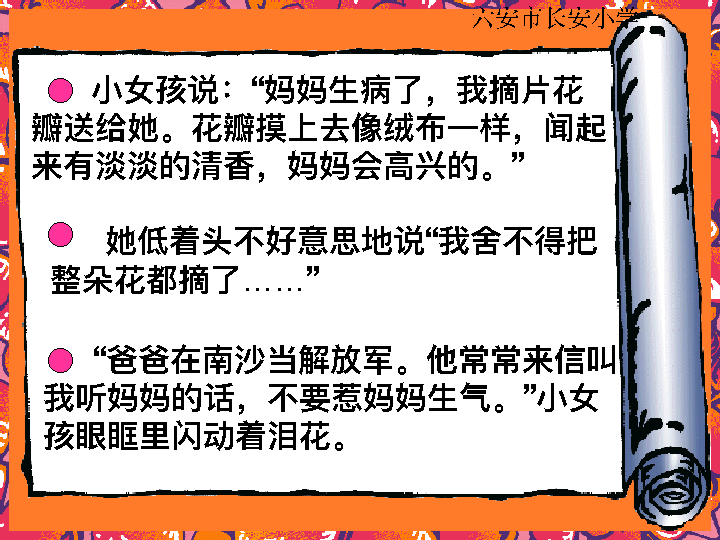 六安市长安小学
小女孩说：“妈妈生病了，我摘片花
瓣送给她。花瓣摸上去像绒布一样，闻起
来有淡淡的清香，妈妈会高兴的。”
她低着头不好意思地说“我舍不得把
整朵花都摘了……”
“爸爸在南沙当解放军。他常常来信叫
我听妈妈的话，不要惹妈妈生气。”小女
孩眼眶里闪动着泪花。